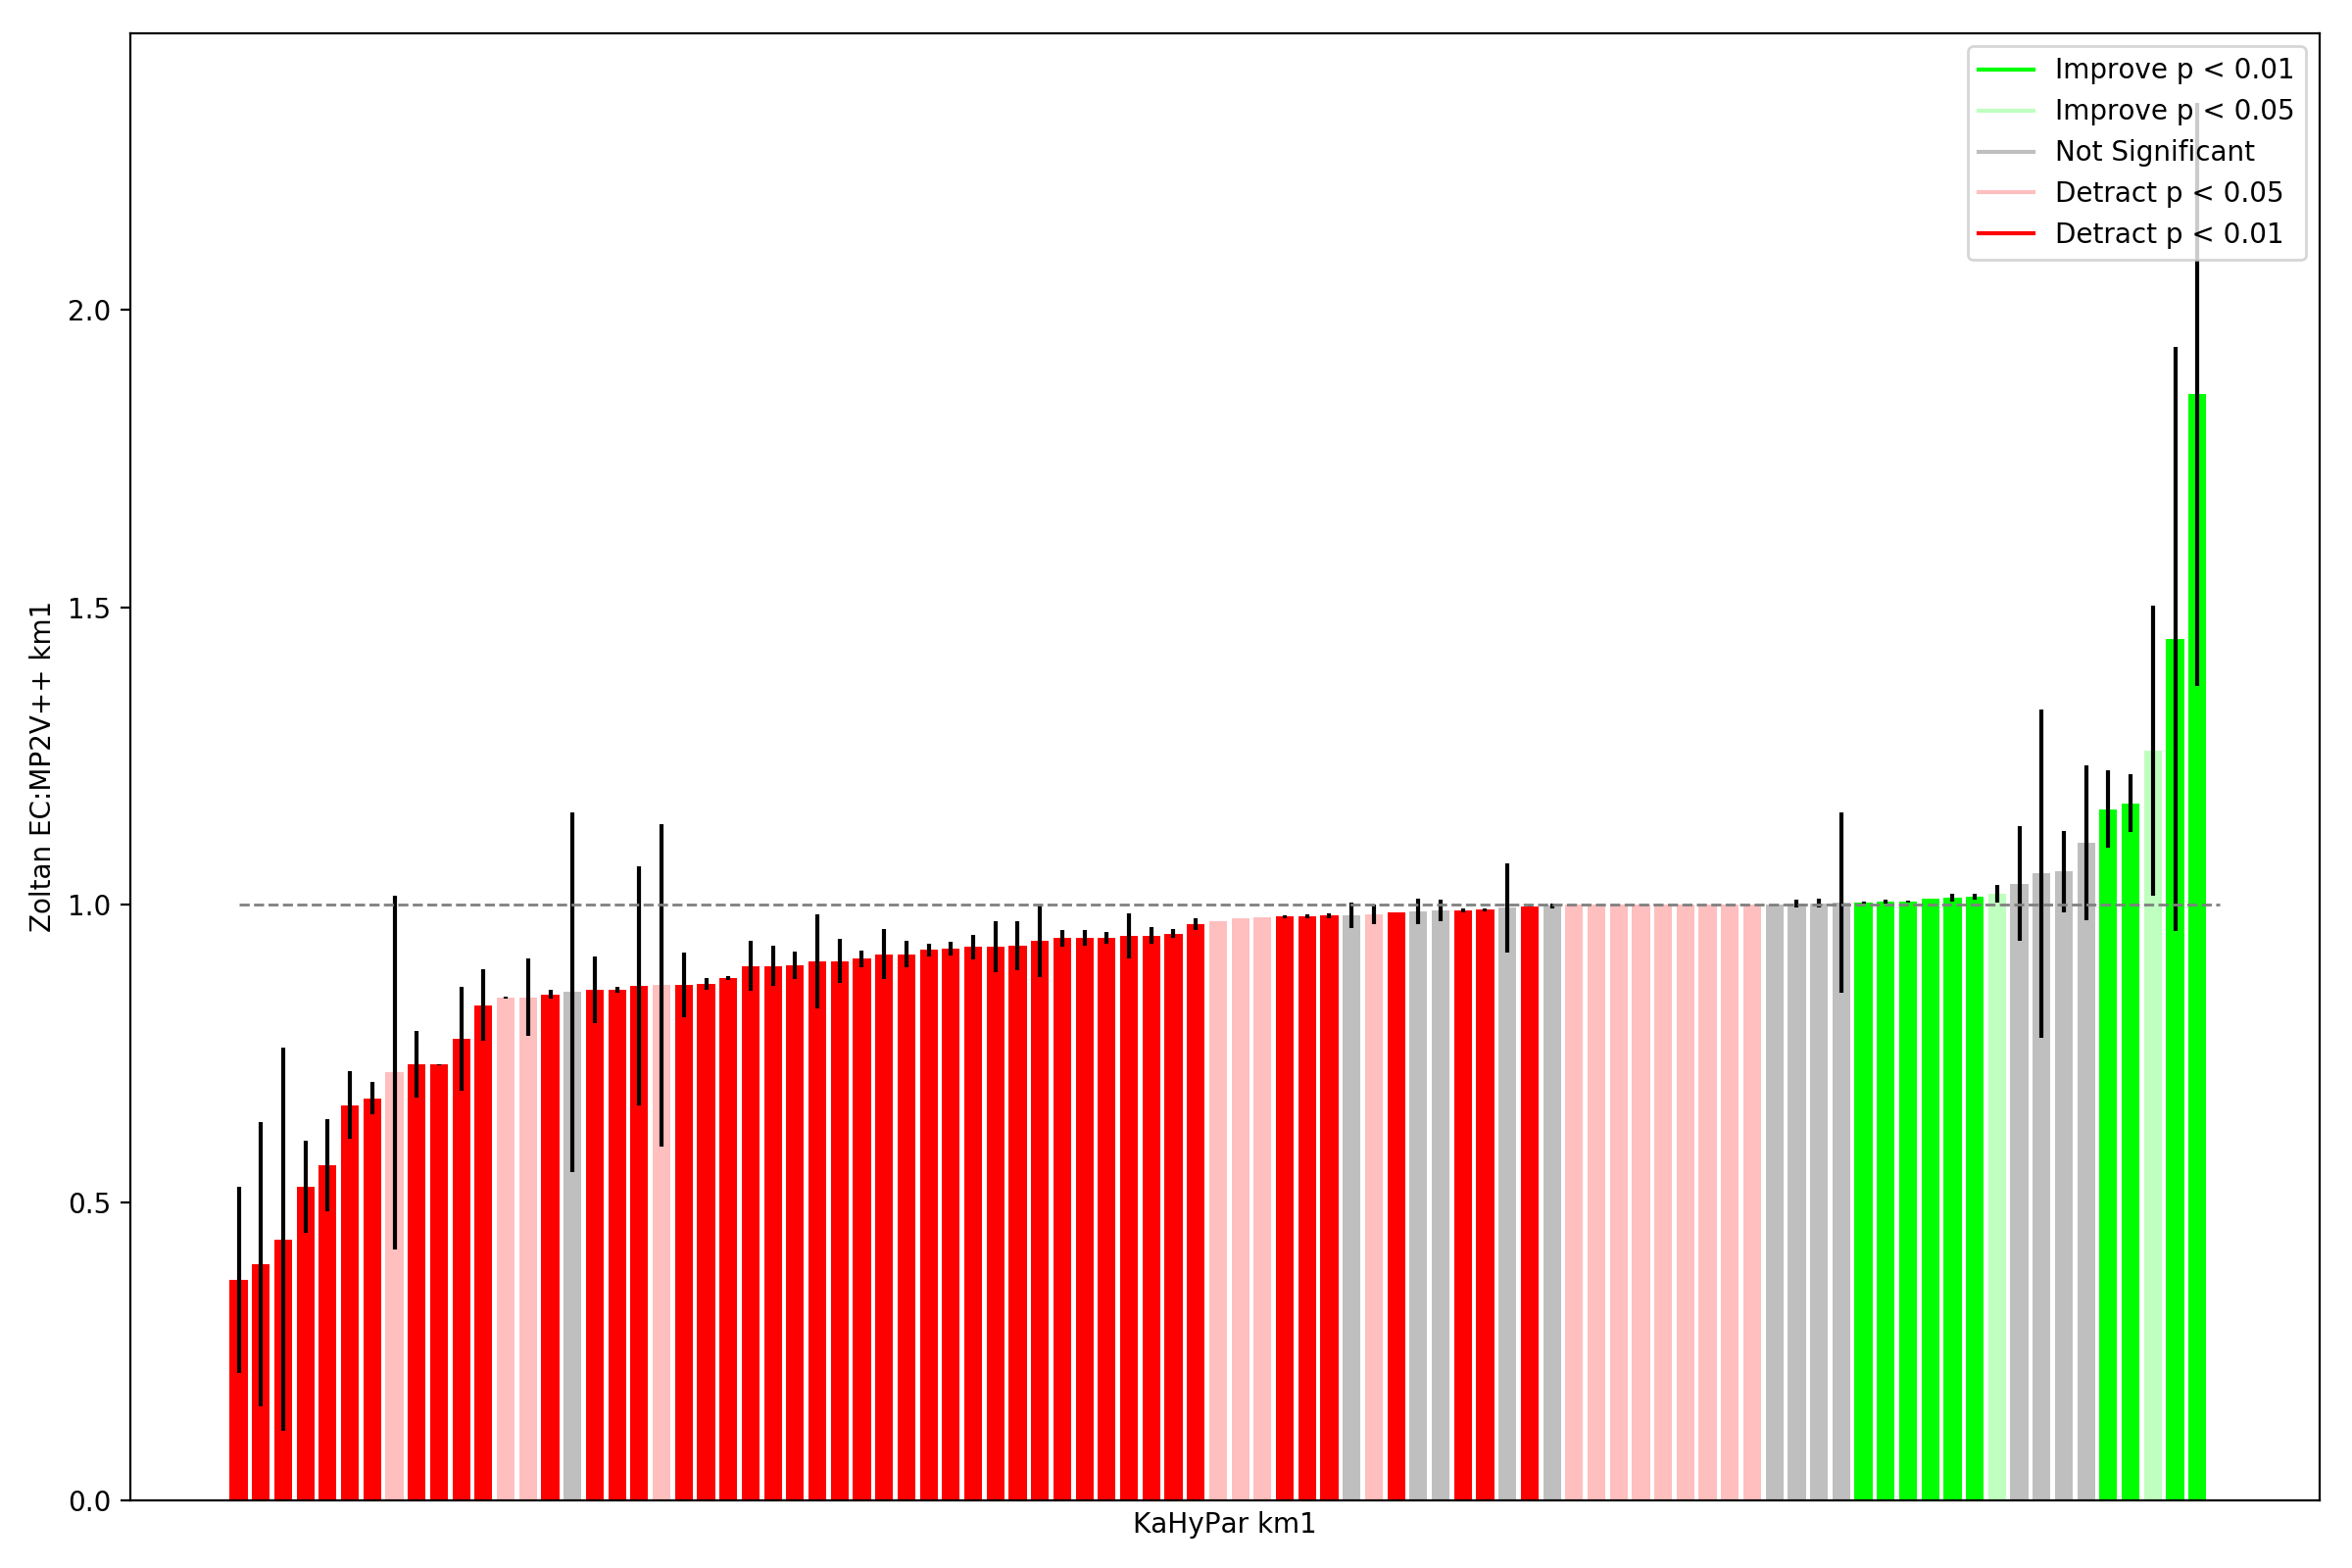 Improve p < 0.01
Improve p < 0.05
Not Significant
Detract p < 0.05
Detract p < 0.01
2.0
1.5
1.0
0.5
0.0
Zoltan EC:MP2V++ km1
KaHyPar km1